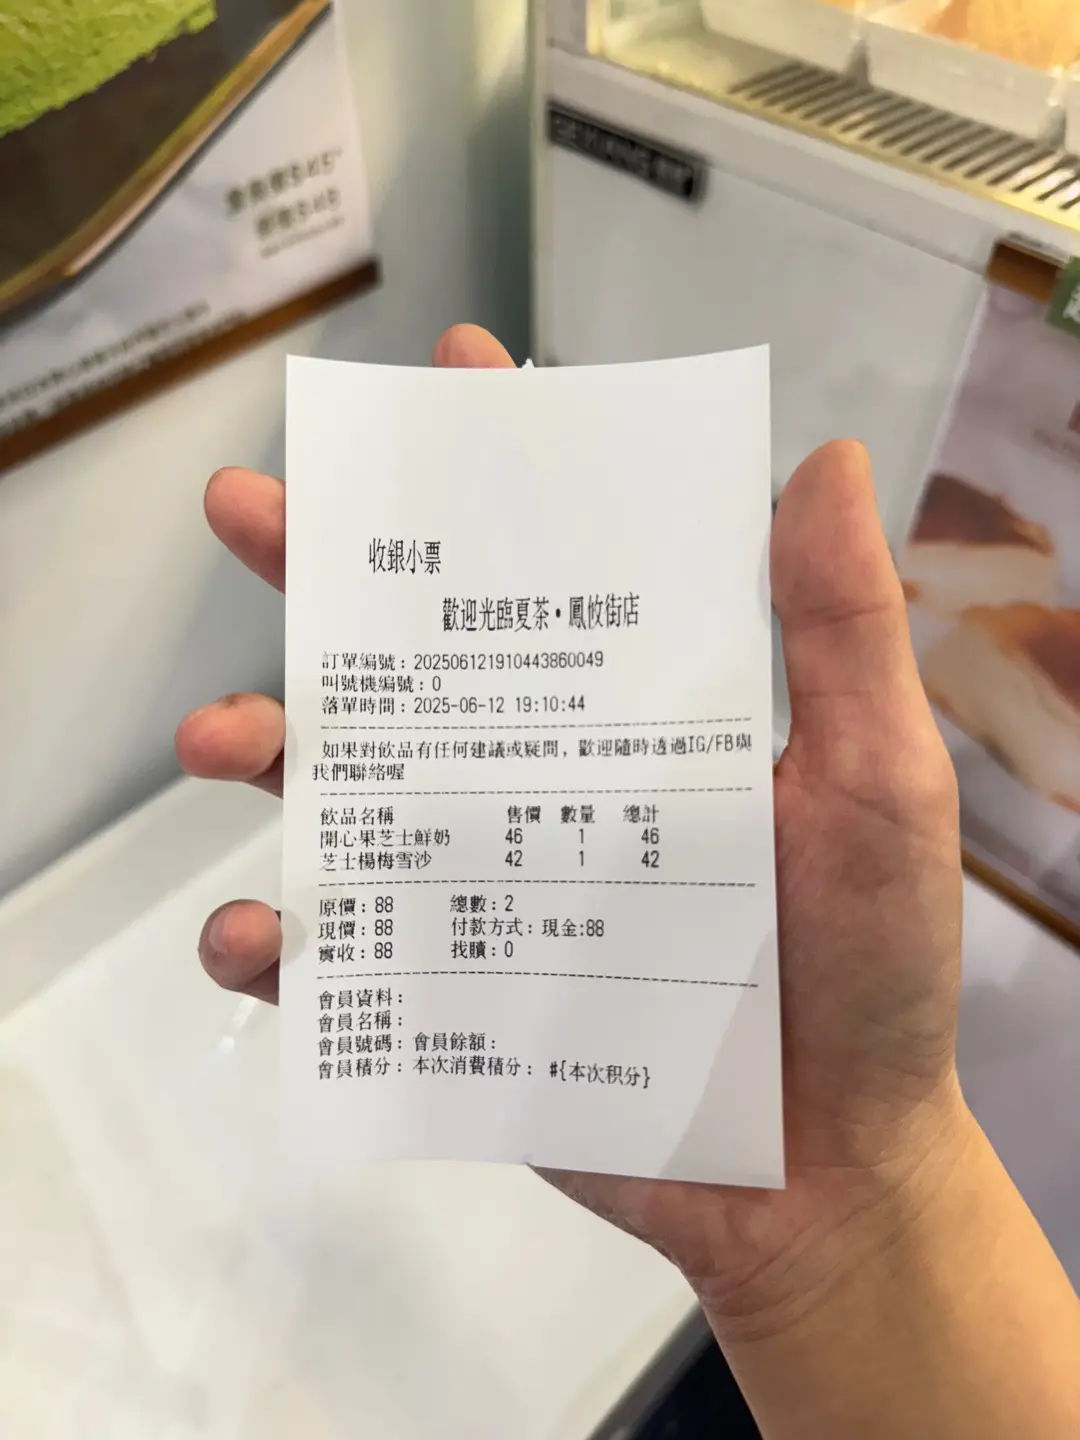 收銀小票
歡迎光臨夏茶•鳳攸街店
訂單編號：202506121910443860049
叫號機編號：0
落單時間：2025-06-12 19:10:44
如果對飲品有任何建議或疑問，歡迎隨時透過IG/FB與
我們聯絡喔
飲品名稱 售價 數量 總計
開心果芝士鮮奶 46 1 46
芝士楊梅雪沙 42 1 42
原價：88 總數：2
現價：88 付款方式：現金:88
實收：88 找贖：0
會員資料：
會員名稱：
會員號碼：會員餘額：
會員積分：本次消費積分： #{本次积分}